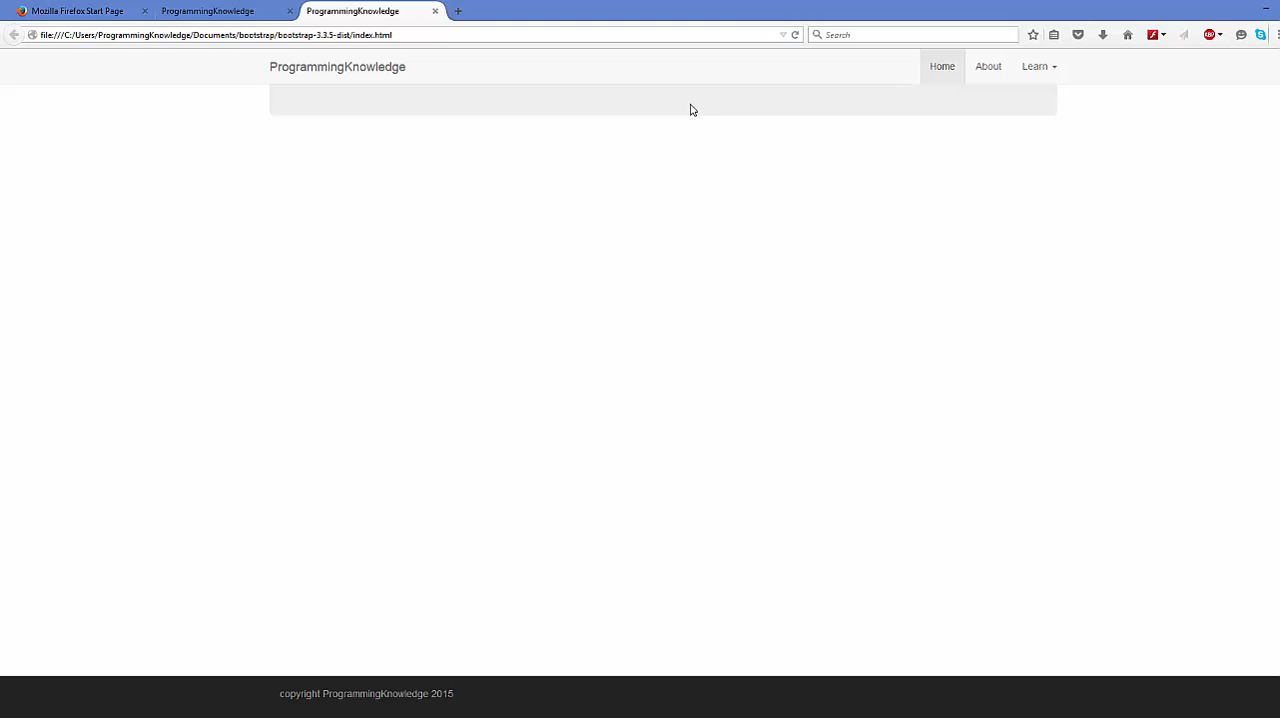 Mozilla Firefox Start Page
ProgrammingKnowledge
ProgrammingKnowledge
file:///C:/Users/ProgrammingKnowledge/Documents/bootstrap/bootstrap-3.3.5-dist/index.html
Search
ProgrammingKnowledge
Home
About
Learn
copyright ProgrammingKnowledge 2015